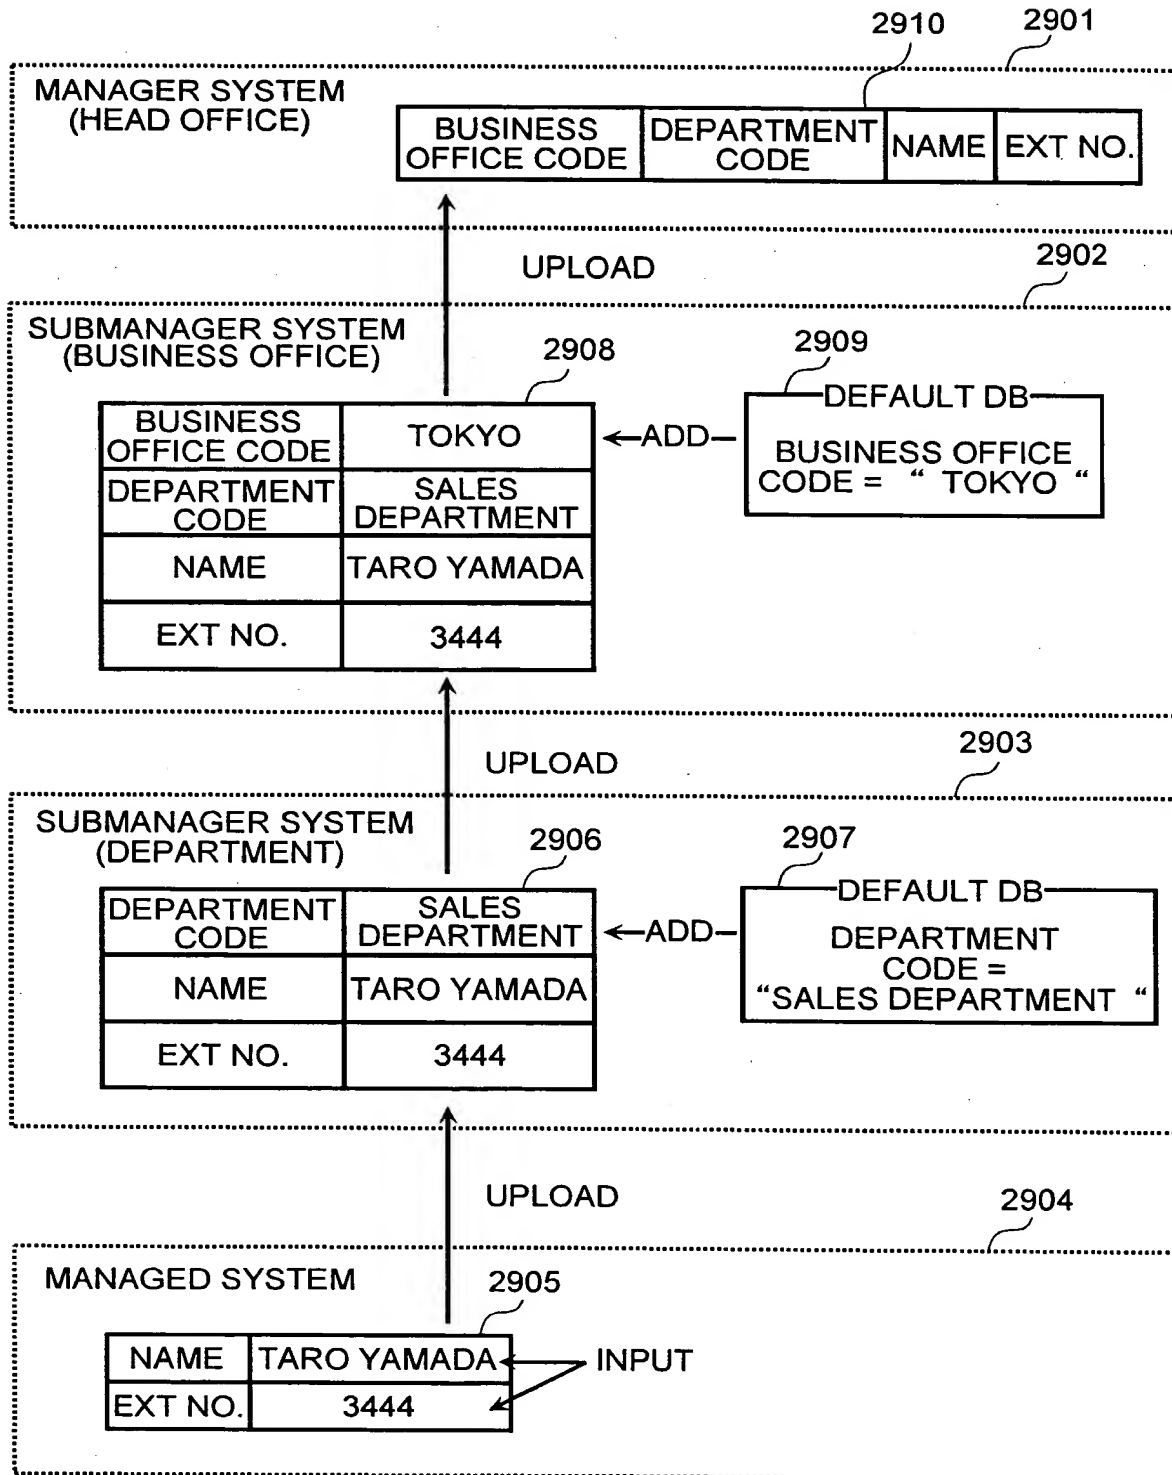 2910
2901
MANAGER SYSTEM
(HEAD OFFICE)
BUSINESS
OFFICE CODE
DEPARTMENT
CODE
NAME
EXT NO.
UPLOAD
2902
SUBMANAGER SYSTEM
(BUSINESS OFFICE)
2908
2909
BUSINESS
OFFICE CODE
TOKYO
ADD
DEFAULT DB
BUSINESS OFFICE
CODE = “ TOKYO “
DEPARTMENT
CODE
SALES
DEPARTMENT
NAME
TARO YAMADA
EXT NO.
3444
UPLOAD
2903
SUBMANAGER SYSTEM
(DEPARTMENT)
2906
2907
DEPARTMENT
CODE
SALES
DEPARTMENT
ADD
DEFAULT DB
DEPARTMENT
CODE =
“SALES DEPARTMENT “
NAME
TARO YAMADA
EXT NO.
3444
UPLOAD
2904
MANAGED SYSTEM
2905
NAME
TARO YAMADA
INPUT
EXT NO.
3444